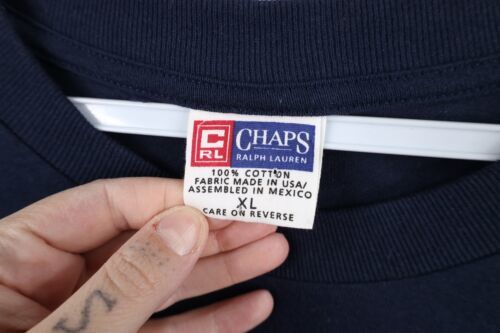 C CHAPS
RL RALPH LAUREN
100% COTTON
FABRIC MADE IN USA/
ASSEMBLED IN MEXICO
XL
CARE ON REVERSE